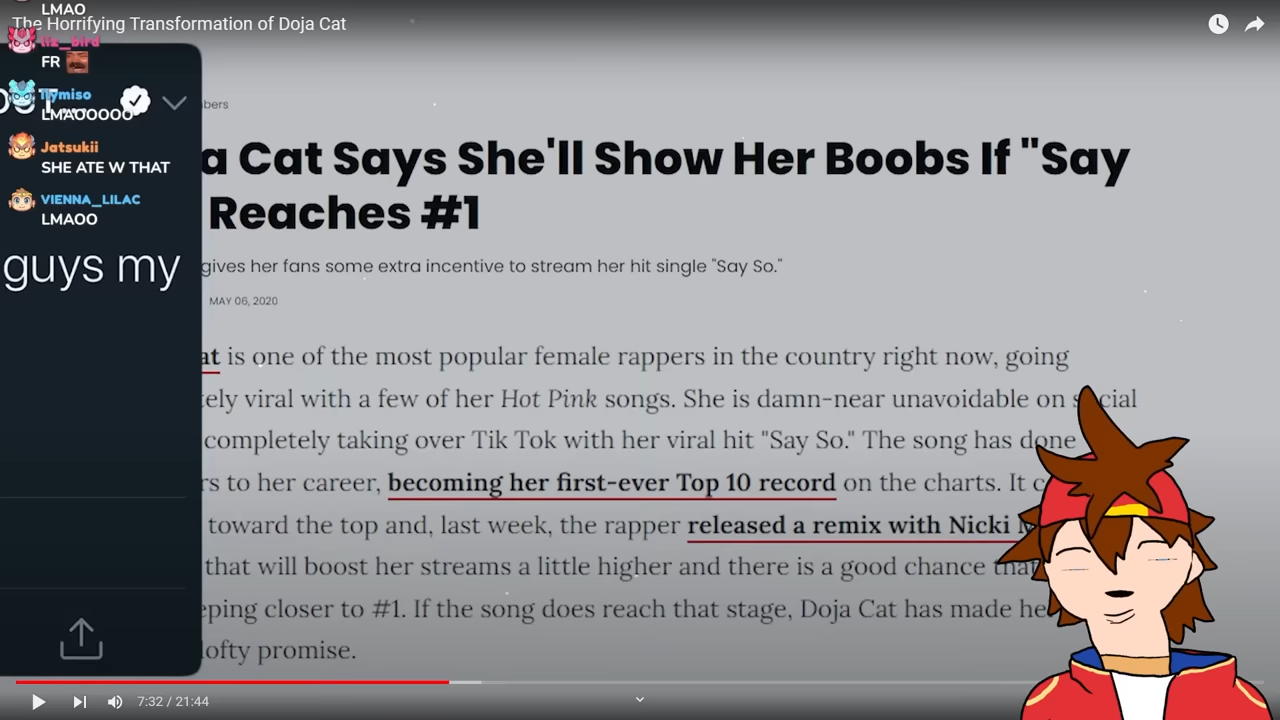 LMAO
The Horrifying Transformation of Doja Cat
liz_bird
FR
llymiso
LMAOOOOO
Jatsukii
SHE ATE W THAT
VIENNA_LILAC
LMAOO
guys my
bers
a Cat Says She'll Show Her Boobs If "Say
Reaches #1
gives her fans some extra incentive to stream her hit single "Say So."
MAY 06, 2020
at is one of the most popular female rappers in the country right now, going
tely viral with a few of her Hot Pink songs. She is damn-near unavoidable on social
completely taking over Tik Tok with her viral hit "Say So." The song has done
rs to her career, becoming her first-ever Top 10 record on the charts. It c
toward the top and, last week, the rapper released a remix with Nicki M
that will boost her streams a little higher and there is a good chance that
eping closer to #1. If the song does reach that stage, Doja Cat has made he
lofty promise.
7:32 / 21:44